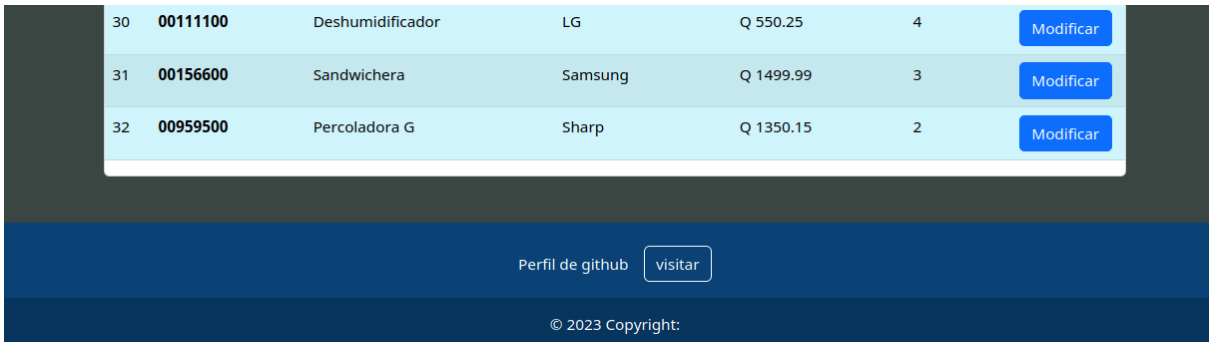 30 00111100 Deshumidificador LG Q 550.25 4 Modificar
31 00156600 Sandwichera Samsung Q 1499.99 3 Modificar
32 00959500 Percoladora G Sharp Q 1350.15 2 Modificar
Perfil de github visitar
© 2023 Copyright: